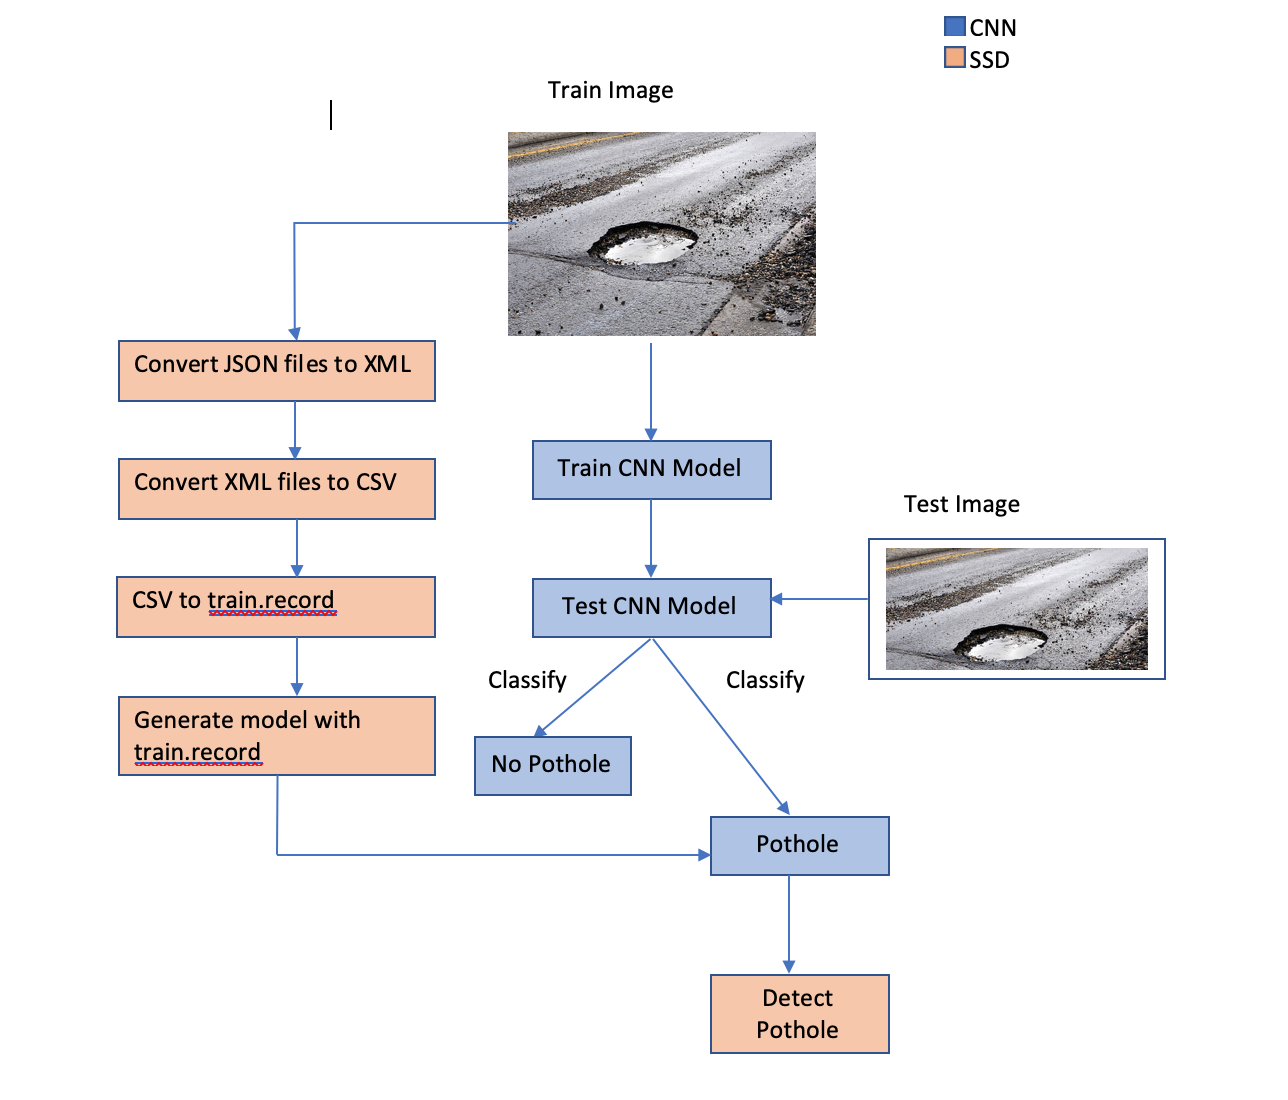 CNN
SSD
Train Image
Convert JSON files to XML
Train CNN Model
Convert XML files to CSV
Test Image
CSV to train.record
Test CNN Model
Classify
Classify
Generate model with
train.record
No Pothole
Pothole
Detect
Pothole